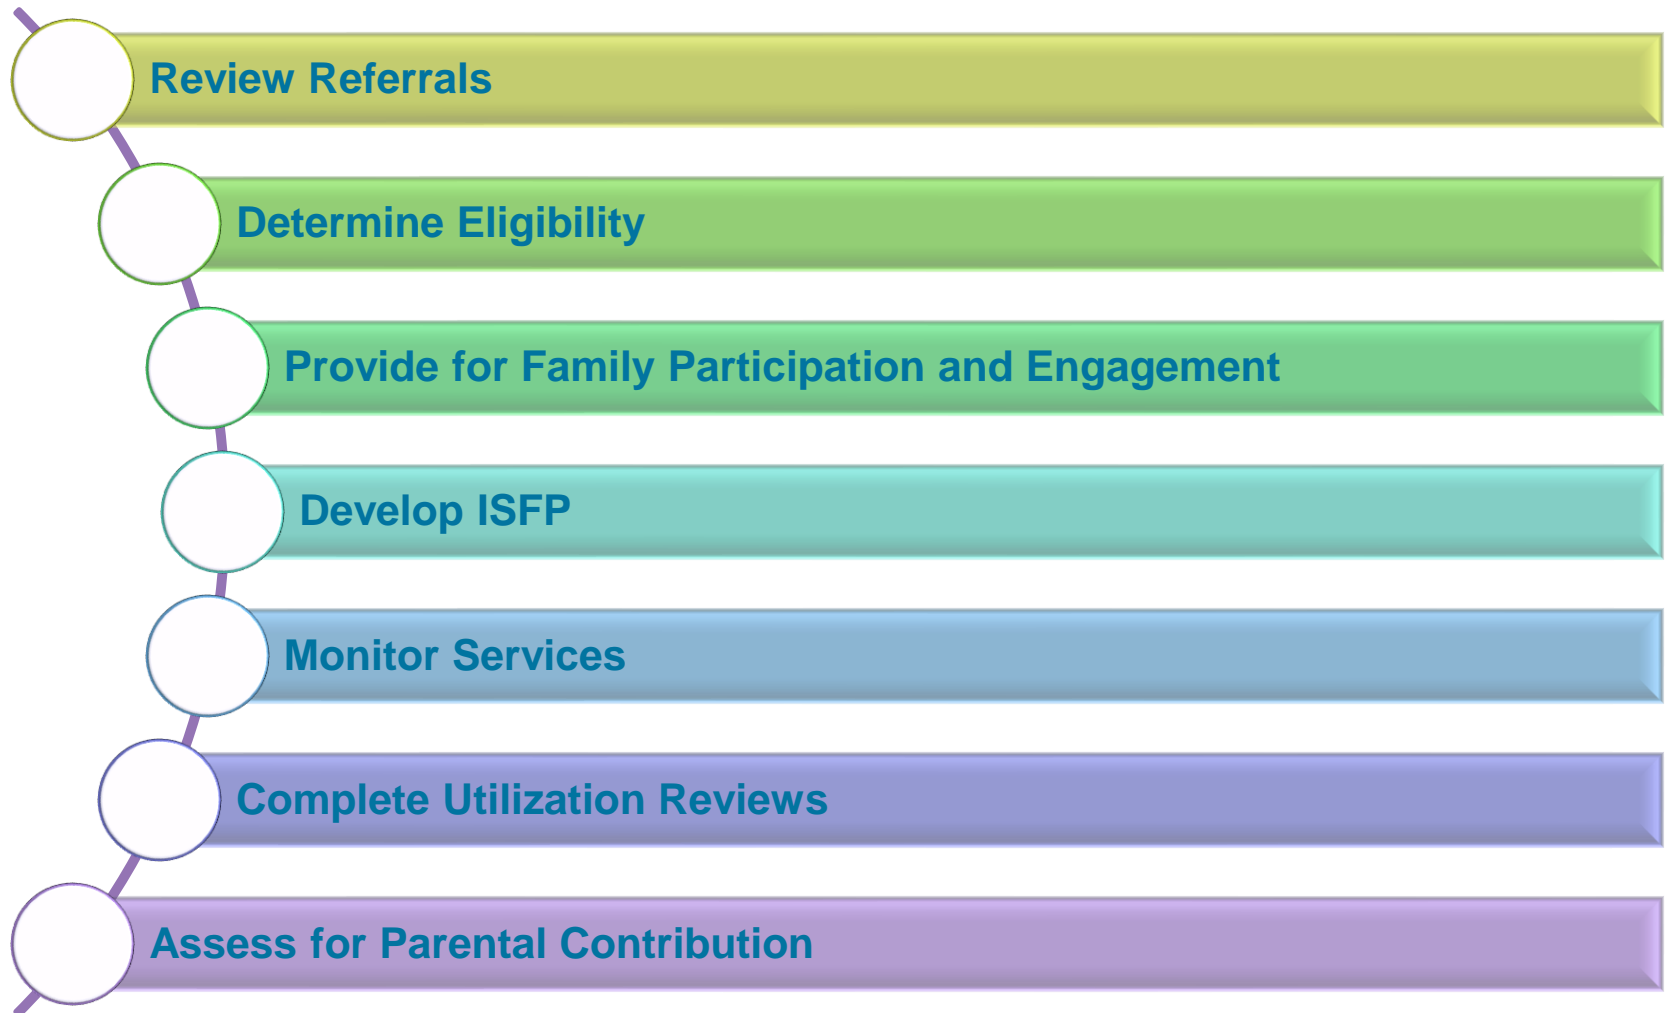 Review Referrals
Determine Eligibility
Provide for Family Participation and Engagement
Develop ISFP
Monitor Services
Complete Utilization Reviews
Assess for Parental Contribution